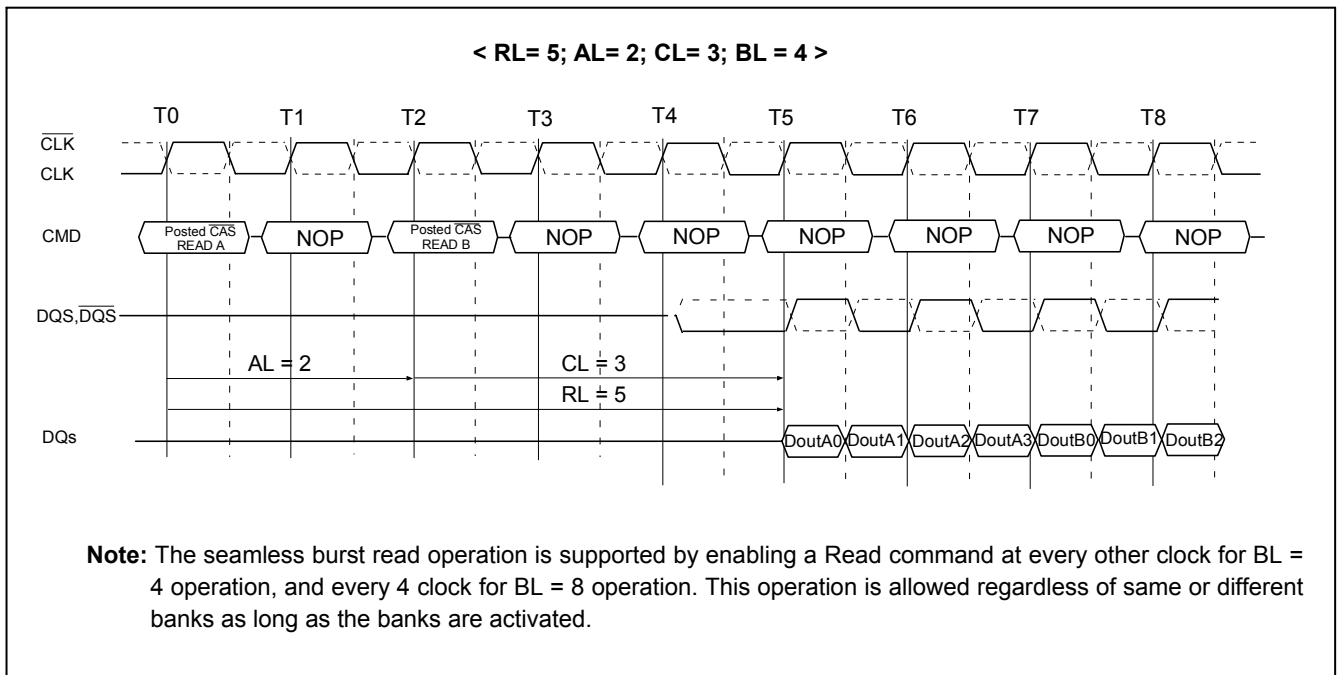 < RL= 5; AL= 2; CL= 3; BL = 4 >
T0 T1 T2 T3 T4 T5 T6 T7 T8
CLK
CLK
CMD
Posted CAS
READ A
NOP
Posted CAS
READ B
NOP NOP NOP NOP NOP NOP
DQS,DQS
AL = 2 CL = 3
RL = 5
DQs
DoutA0 DoutA1 DoutA2 DoutA3 DoutB0 DoutB1 DoutB2
Note: The seamless burst read operation is supported by enabling a Read command at every other clock for BL =
4 operation, and every 4 clock for BL = 8 operation. This operation is allowed regardless of same or different
banks as long as the banks are activated.